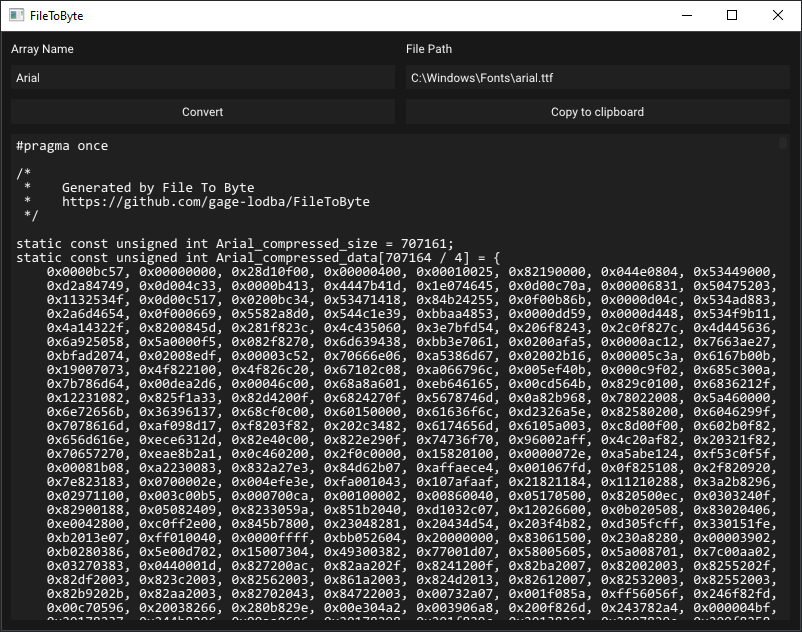 FileToByte
Array Name
File Path
Arial
C:\Windows\Fonts\arial.ttf
Convert
Copy to clipboard
#pragma once
/*
 *    Generated by File To Byte
 *    https://github.com/gage-lodba/FileToByte
 */
static const unsigned int Arial_compressed_size = 707161;
static const unsigned int Arial_compressed_data[707164 / 4] = {
0x0000bc57, 0x00000000, 0x28d10f00, 0x00000400, 0x00010025, 0x82190000, 0x044e0804, 0x53449000,
0xd2a84749, 0x0d004c33, 0x0000b413, 0x4447b41d, 0x1e074645, 0x0d00c70a, 0x00006831, 0x50475203,
0x1132534f, 0x0d00c517, 0x0200bc34, 0x53471418, 0x84b24255, 0x0f00b86b, 0x0000d04c, 0x534ad883,
0x2a6d4654, 0x0f000669, 0x5582a8d0, 0x544c1e39, 0xbbaa4853, 0x0000dd59, 0x0000d448, 0x534f9b11,
0x4a14322f, 0x8200845d, 0x281f823c, 0x4c435060, 0x3e7bfd54, 0x206f8243, 0x2c0f827c, 0x4d445636,
0x6a925058, 0x5a0000f5, 0x082f8270, 0x6d639438, 0xbb3e7061, 0x0200afa5, 0x0000ac12, 0x7663ae27,
0xbfad2074, 0x02008edf, 0x00003c52, 0x70666e06, 0xa5386d67, 0x02002b16, 0x00005c3a, 0x6167b00b,
0x19007073, 0x4f822100, 0x4f826c20, 0x67102c08, 0xa066796c, 0x005ef40b, 0x000c9f02, 0x685c300a,
0x7b786d64, 0x00dea2d6, 0x00046c00, 0x68a8a601, 0xeb646165, 0x00cd564b, 0x829c0100, 0x6836212f,
0x12231082, 0x825f1a33, 0x82d4200f, 0x6824270f, 0x5678746d, 0x0a82b968, 0x78022008, 0x5a460000,
0x6e72656b, 0x36396137, 0x68cf0c00, 0x60150000, 0x61636f6c, 0xd2326a5e, 0x82580200, 0x6046299f,
0x7078616d, 0xaf098d17, 0xf8203f82, 0x202c3482, 0x6174656d, 0x6105a003, 0xc8d00f00, 0x602b0f82,
0x656d616e, 0xece6312d, 0x82e40c00, 0x822e290f, 0x74736f70, 0x96002aff, 0x4c20af82, 0x20321f82,
0x70657270, 0xeae8b2a1, 0x0c460200, 0x2f0c0000, 0x15820100, 0x0000072e, 0xa5abe124, 0xf53c0f5f,
0x00081b08, 0xa2230083, 0x832a27e3, 0x84d62b07, 0xaffaece4, 0x001067fd, 0x0f825108, 0x2f820920,
0x7e823183, 0x0700002e, 0x004efe3e, 0xfa001043, 0x107afaaf, 0x21821184, 0x11210288, 0x3a2b8296,
0x02971100, 0x003c00b5, 0x000700ca, 0x00100002, 0x00860040, 0x05170500, 0x820500ec, 0x0303240f,
0x82900188, 0x05082409, 0x8233059a, 0x851b2040, 0xd1032c07, 0x12026600, 0x0b020508, 0x83020406,
0xe0042800, 0xc0ff2e00, 0x845b7800, 0x23048281, 0x20434d54, 0x203f4b82, 0xd305fcff, 0x330151fe,
0xb2013e07, 0xff010040, 0x0000ffff, 0xbb052604, 0x20000000, 0x83061500, 0x230a8280, 0x00003902,
0xb0280386, 0x5e00d702, 0x15007304, 0x49300382, 0x77001d07, 0x58005605, 0x5a008701, 0x7c00aa02,
0x03270383, 0x0440001d, 0x827200ac, 0x82aa202f, 0x8241200f, 0x82ba2007, 0x82002003, 0x8255202f,
0x82df2003, 0x823c2003, 0x82562003, 0x861a2003, 0x824d2013, 0x82612007, 0x82532003, 0x82552003,
0x82b9202b, 0x82aa2003, 0x82702043, 0x84722003, 0x00732a07, 0x001f085a, 0xff56056f, 0x246f82fd,
0x00c70596, 0x20038266, 0x280b829e, 0x00e304a2, 0x003906a8, 0x200f826d, 0x243782a4, 0x000004bf,